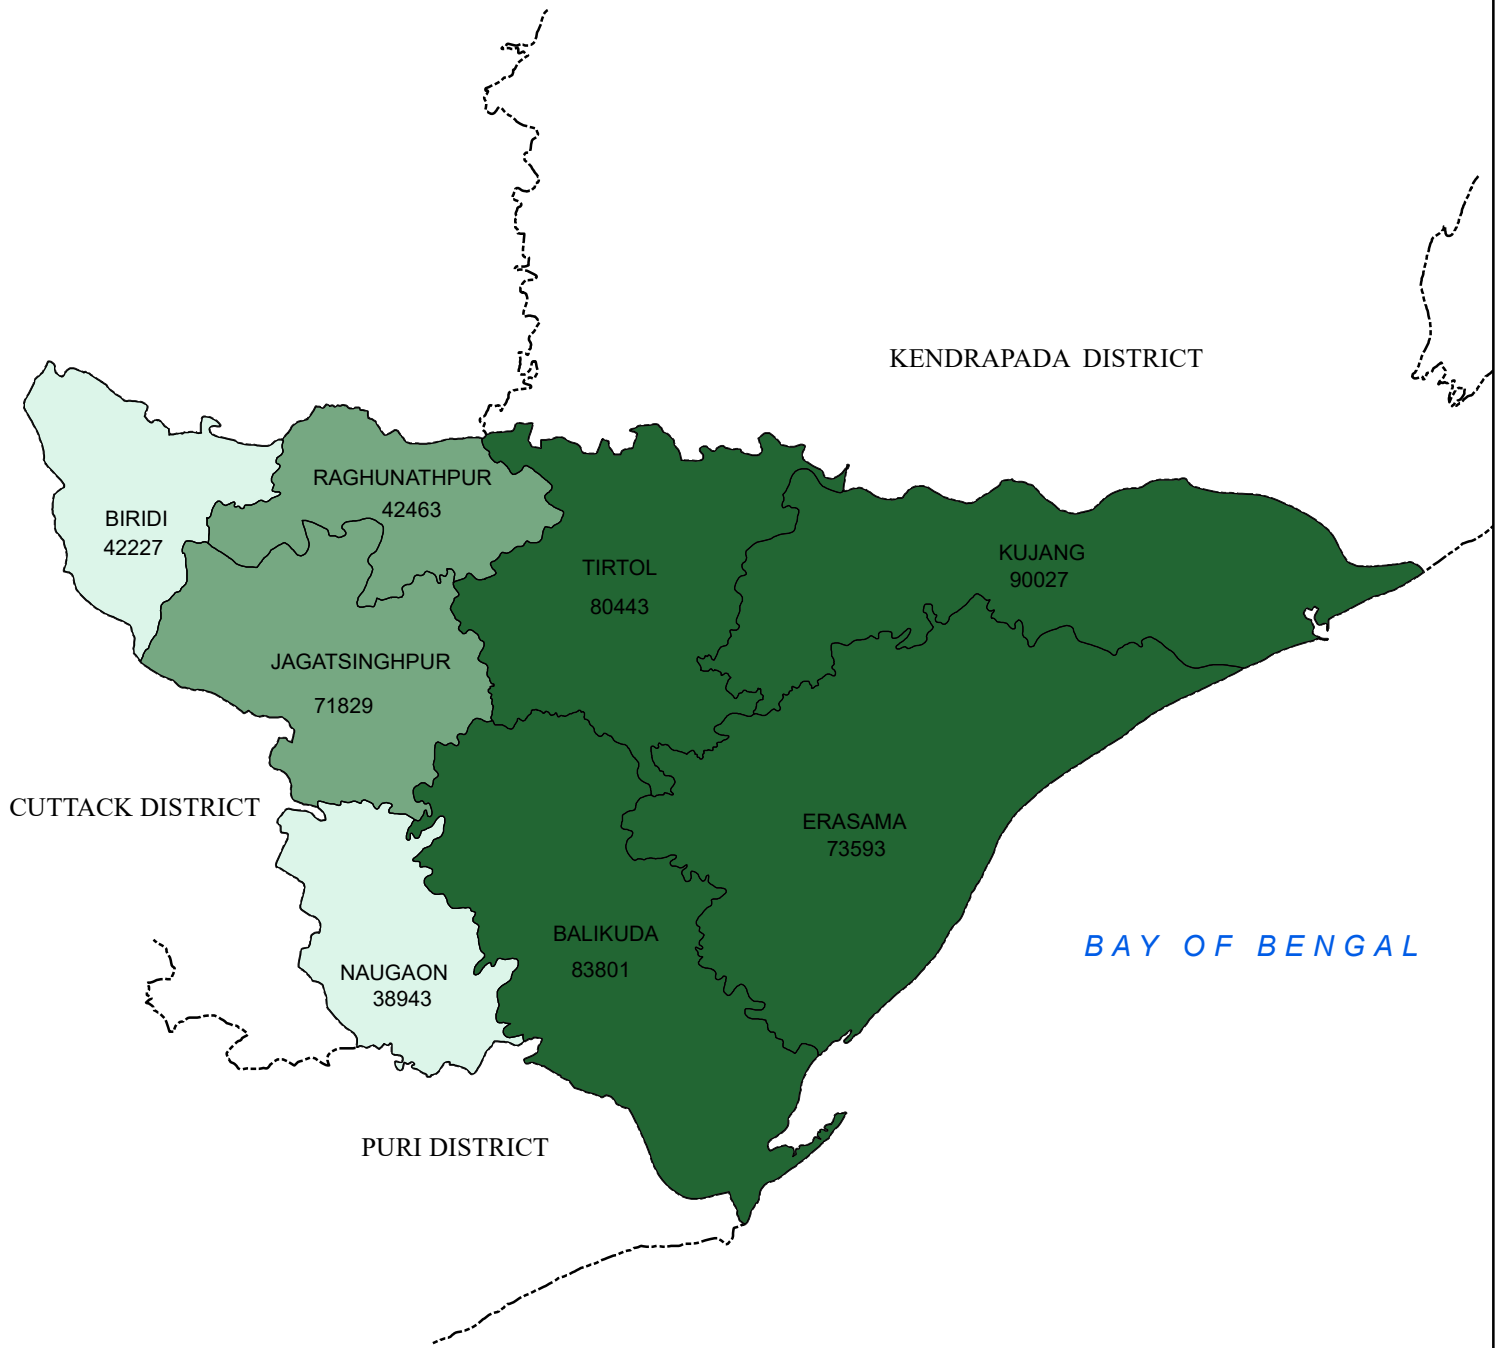 KENDRAPADA DISTRICT
RAGHUNATHPUR
42463
BIRIDI
42227
TIRTOL
80443
KUJANG
90027
JAGATSINGHPUR
71829
CUTTACK DISTRICT
ERASAMA
73593
BALIKUDA
83801
BAY OF BENGAL
NAUGAON
38943
PURI DISTRICT